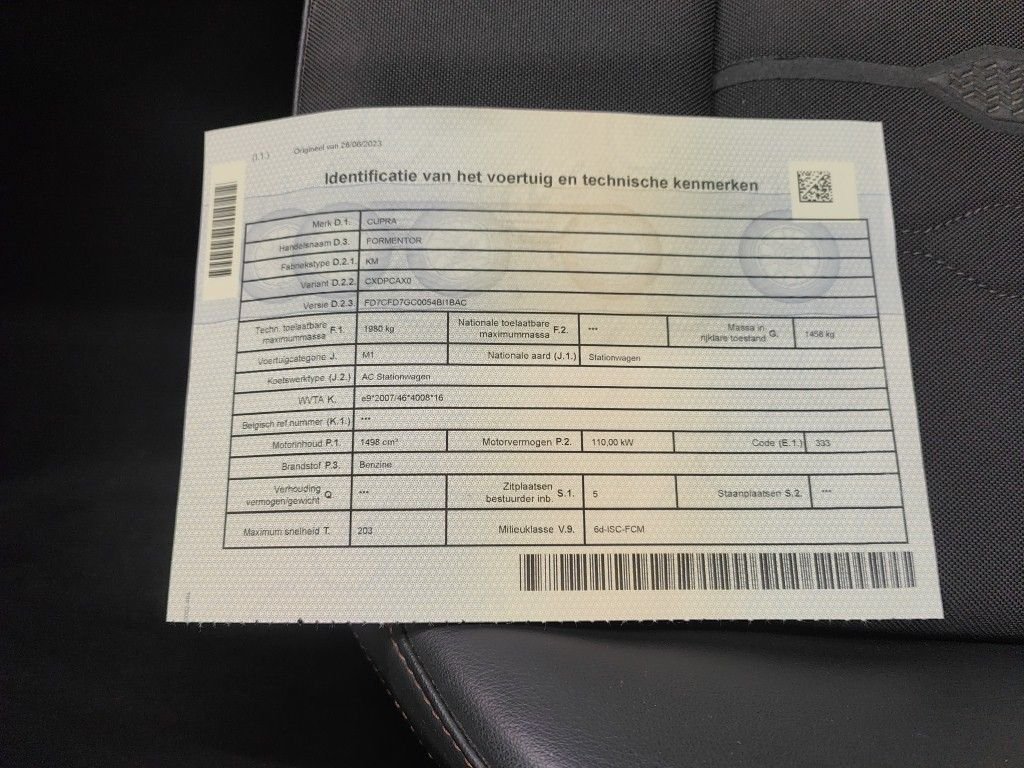 (I.1.) Origineel van 26/06/2023
Identificatie van het voertuig en technische kenmerken
Merk D.1. CUPRA
Handelsnaam D.3. FORMENTOR
Fabriekstype D.2.1. KM
Variant D.2.2. CXDPCAX0
Versie D.2.3. FD7CFD7GC0054BI1BAC
Techn. toelaatbare maximummassa F.1. 1980 kg Nationale toelaatbare maximummassa F.2. *** Massa in rijklare toestand G. 1458 kg
Voertuigcategorie J. M1 Nationale aard (J.1.) Stationwagen
Koetswerktype (J.2.) AC Stationwagen
WVTA K. e9*2007/46*4008*16
Belgisch ref.nummer (K.1.) ***
Motorinhoud P.1. 1498 cm³ Motorvermogen P.2. 110,00 kW Code (E.1.) 333
Brandstof P.3. Benzine
Verhouding vermogen/gewicht Q *** Zitplaatsen bestuurder inb. S.1. 5 Staanplaatsen S.2. ***
Maximum snelheid T. 203 Milieuklasse V.9. 6d-ISC-FCM